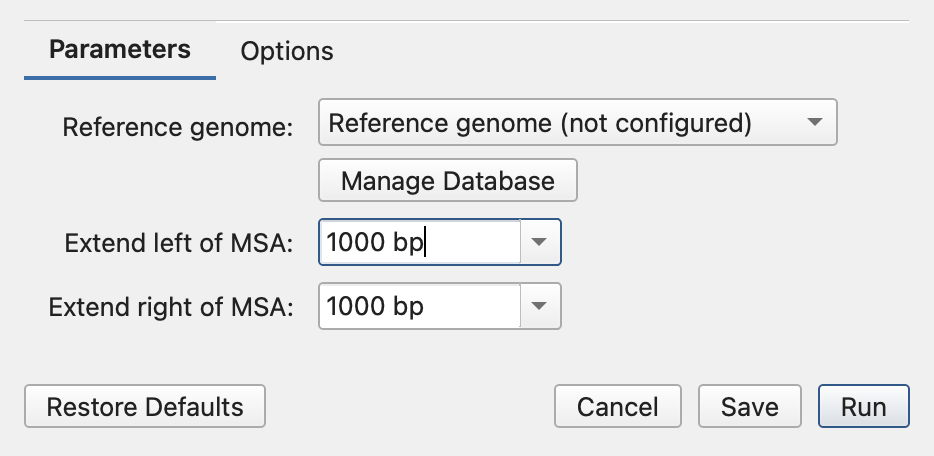 Parameters Options
Reference genome: Reference genome (not configured)
Manage Database
Extend left of MSA: 1000 bp
Extend right of MSA: 1000 bp
Restore Defaults Cancel Save Run